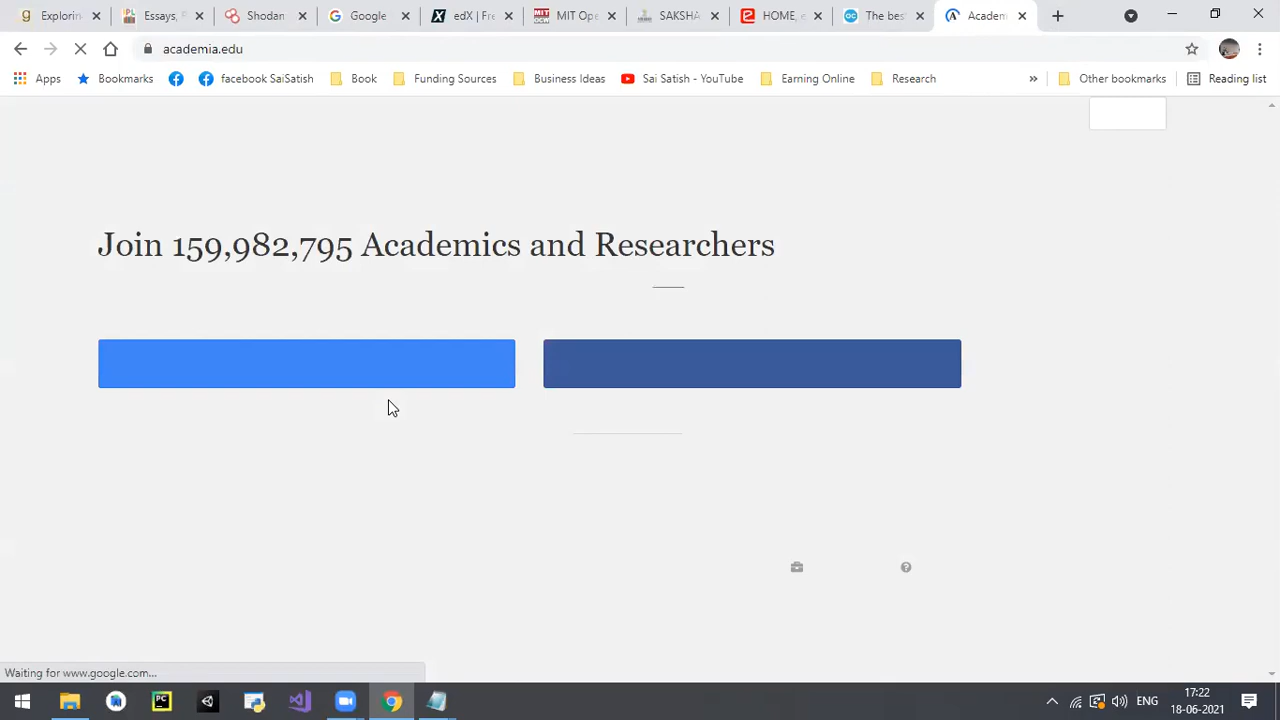 Explorin
Essays, F
Shodan
Google
edX | Fre
MIT Ope
SAKSHA
HOME, e
The best
Academ
academia.edu
Apps
Bookmarks
facebook SaiSatish
Book
Funding Sources
Business Ideas
Sai Satish - YouTube
Earning Online
Research
»
Other bookmarks
Reading list
Join 159,982,795 Academics and Researchers
Waiting for www.google.com...
ENG
17:22
18-06-2021